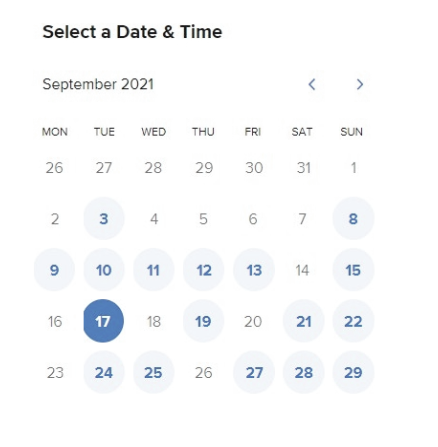 Select a Date & Time
September 2021 < >
MON TUE WED THU FRI SAT SUN
26 27 28 29 30 31 1
2 3 4 5 6 7 8
9 10 11 12 13 14 15
16 17 18 19 20 21 22
23 24 25 26 27 28 29